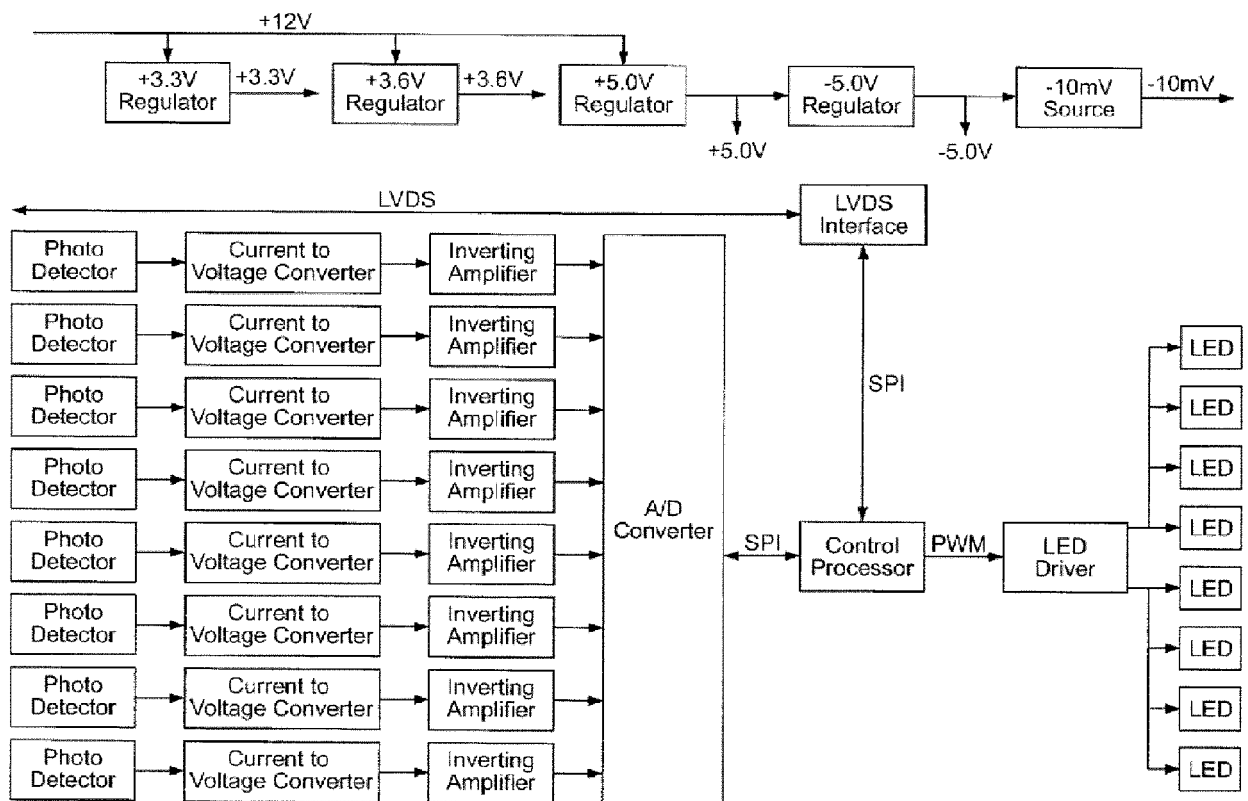 +12V
+3.3V
Regulator
+3.3V
+3.6V
Regulator
+3.6V
+5.0V
Regulator
+5.0V
-5.0V
Regulator
-5.0V
-10mV
Source
-10mV
LVDS
LVDS
Interface
Photo
Detector
Current to
Voltage Converter
Inverting
Amplifier
Photo
Detector
Current to
Voltage Converter
Inverting
Amplifier
Photo
Detector
Current to
Voltage Converter
Inverting
Amplifier
Photo
Detector
Current to
Voltage Converter
Inverting
Amplifier
Photo
Detector
Current to
Voltage Converter
Inverting
Amplifier
Photo
Detector
Current to
Voltage Converter
Inverting
Amplifier
Photo
Detector
Current to
Voltage Converter
Inverting
Amplifier
Photo
Detector
Current to
Voltage Converter
Inverting
Amplifier
A/D
Converter
SPI
SPI
Control
Processor
PWM
LED
Driver
LED
LED
LED
LED
LED
LED
LED
LED